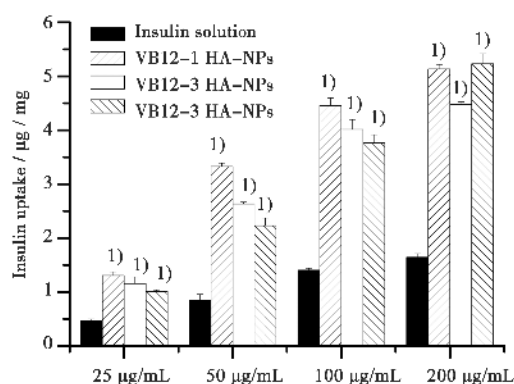 Insulin solution
VB12-1 HA-NPs
VB12-3 HA-NPs
VB12-3 HA-NPs
Insulin uptake / μg / mg
6
5
4
3
2
1
0
1) 1) 1)
1) 1) 1)
1) 1) 1)
1) 1) 1)
25 μg/mL 50 μg/mL 100 μg/mL 200 μg/mL